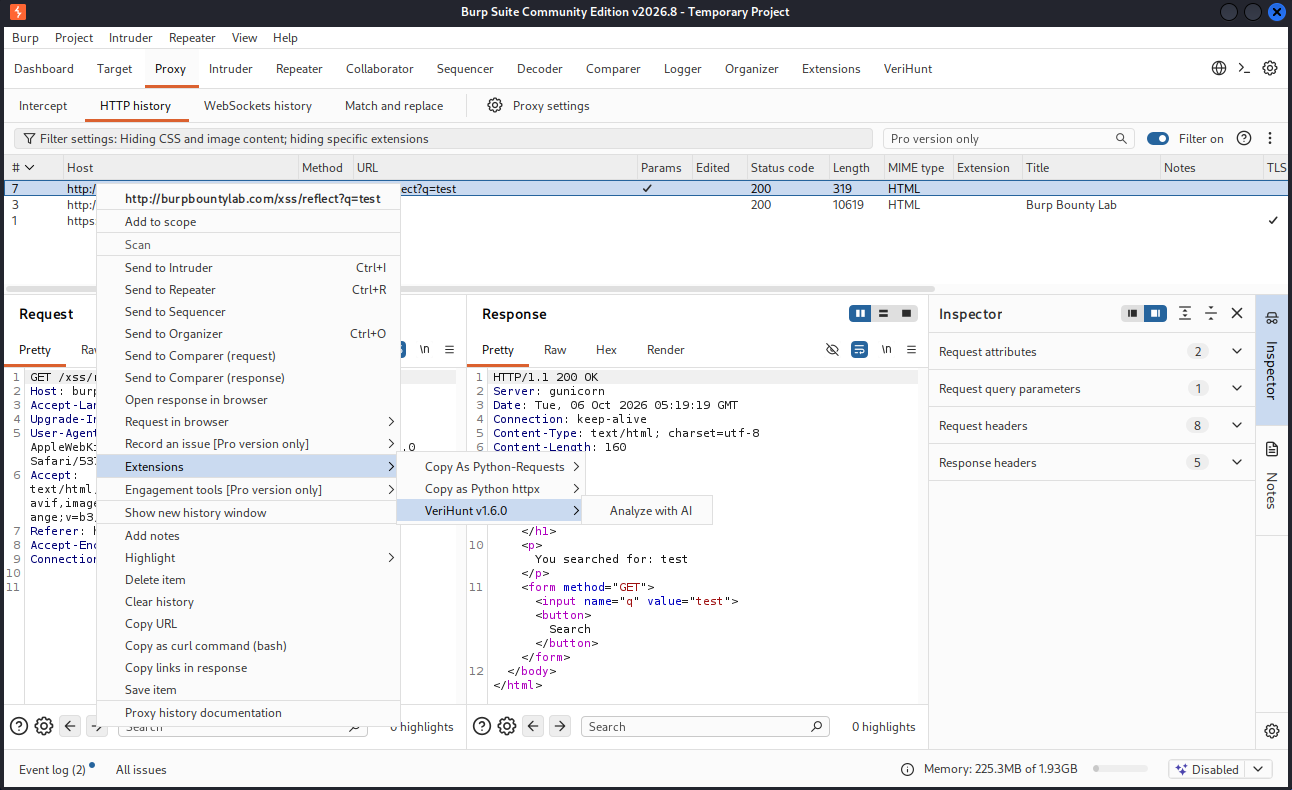 Burp Suite Community Edition v2026.8 - Temporary Project
Burp Project Intruder Repeater View Help
Dashboard Target Proxy Intruder Repeater Collaborator Sequencer Decoder Comparer Logger Organizer Extensions VeriHunt
Intercept HTTP history WebSockets history Match and replace Proxy settings
Filter settings: Hiding CSS and image content; hiding specific extensions
Pro version only
Filter on
# Host Method URL Params Edited Status code Length MIME type Extension Title Notes TLS
7 http:/ ect?q=test 200 319 HTML
3 http:/ 200 10619 HTML Burp Bounty Lab
1 https
http://burpbountylab.com/xss/reflect?q=test
Add to scope
Scan
Send to Intruder Ctrl+I
Send to Repeater Ctrl+R
Send to Sequencer
Send to Organizer Ctrl+O
Send to Comparer (request)
Send to Comparer (response)
Open response in browser
Request in browser
Record an issue [Pro version only]
Extensions
Engagement tools [Pro version only]
Show new history window
Add notes
Highlight
Delete item
Clear history
Copy URL
Copy as curl command (bash)
Copy links in response
Save item
Proxy history documentation
Copy As Python-Requests
Copy as Python httpx
VeriHunt v1.6.0
Analyze with AI
Request
Pretty Ra \n
1 GET /xss/r
2 Host: burp
3 Accept-Lan
4 Upgrade-In
5 User-Agent
AppleWebKi .0
Safari/537
6 Accept:
text/html,
avif,image
ange;v=b3,
7 Referer: h
8 Accept-Enc
9 Connection
10
11
Search
0 highlights
Response
Pretty Raw Hex Render \n
1 HTTP/1.1 200 OK
2 Server: gunicorn
3 Date: Tue, 06 Oct 2026 05:19:19 GMT
4 Connection: keep-alive
5 Content-Type: text/html; charset=utf-8
6 Content-Length: 160
</h1>
10 <p>
You searched for: test
</p>
11 <form method="GET">
<input name="q" value="test">
<button>
Search
</button>
</form>
12 </body>
</html>
Search
0 highlights
Inspector
Request attributes 2
Request query parameters 1
Request headers 8
Response headers 5
Inspector
Notes
Event log (2) All issues
Memory: 225.3MB of 1.93GB
Disabled